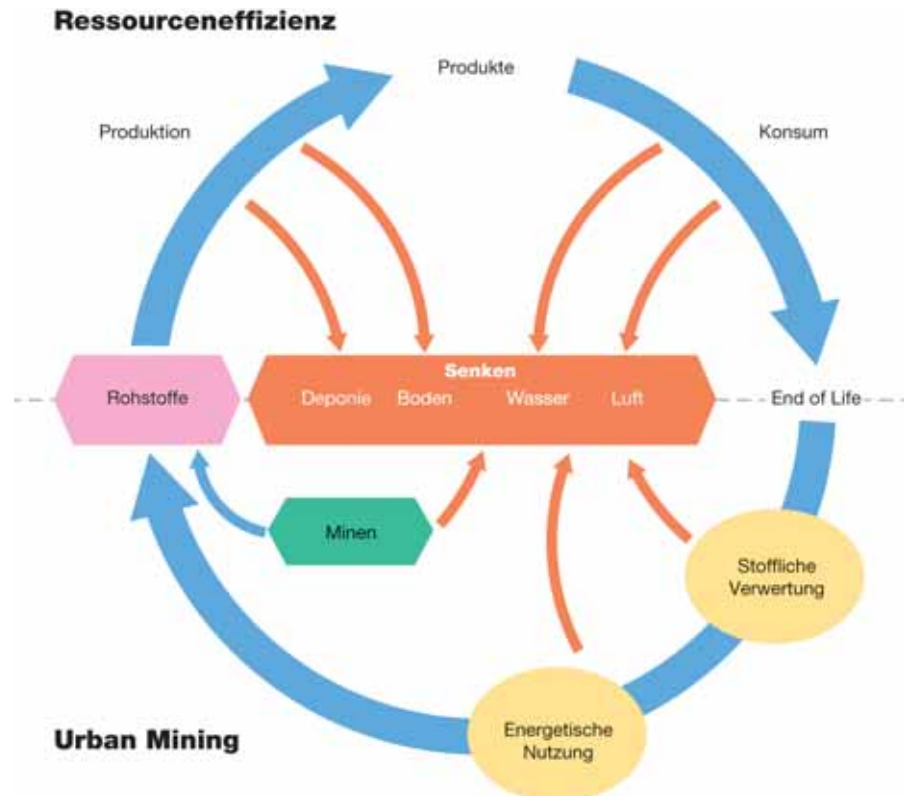 Ressourceneffizienz
Produkte
Produktion
Konsum
Senken
Rohstoffe
Deponie
Boden
Wasser
Luft
End of Life
Minen
Stoffliche
Verwertung
Energetische
Nutzung
Urban Mining